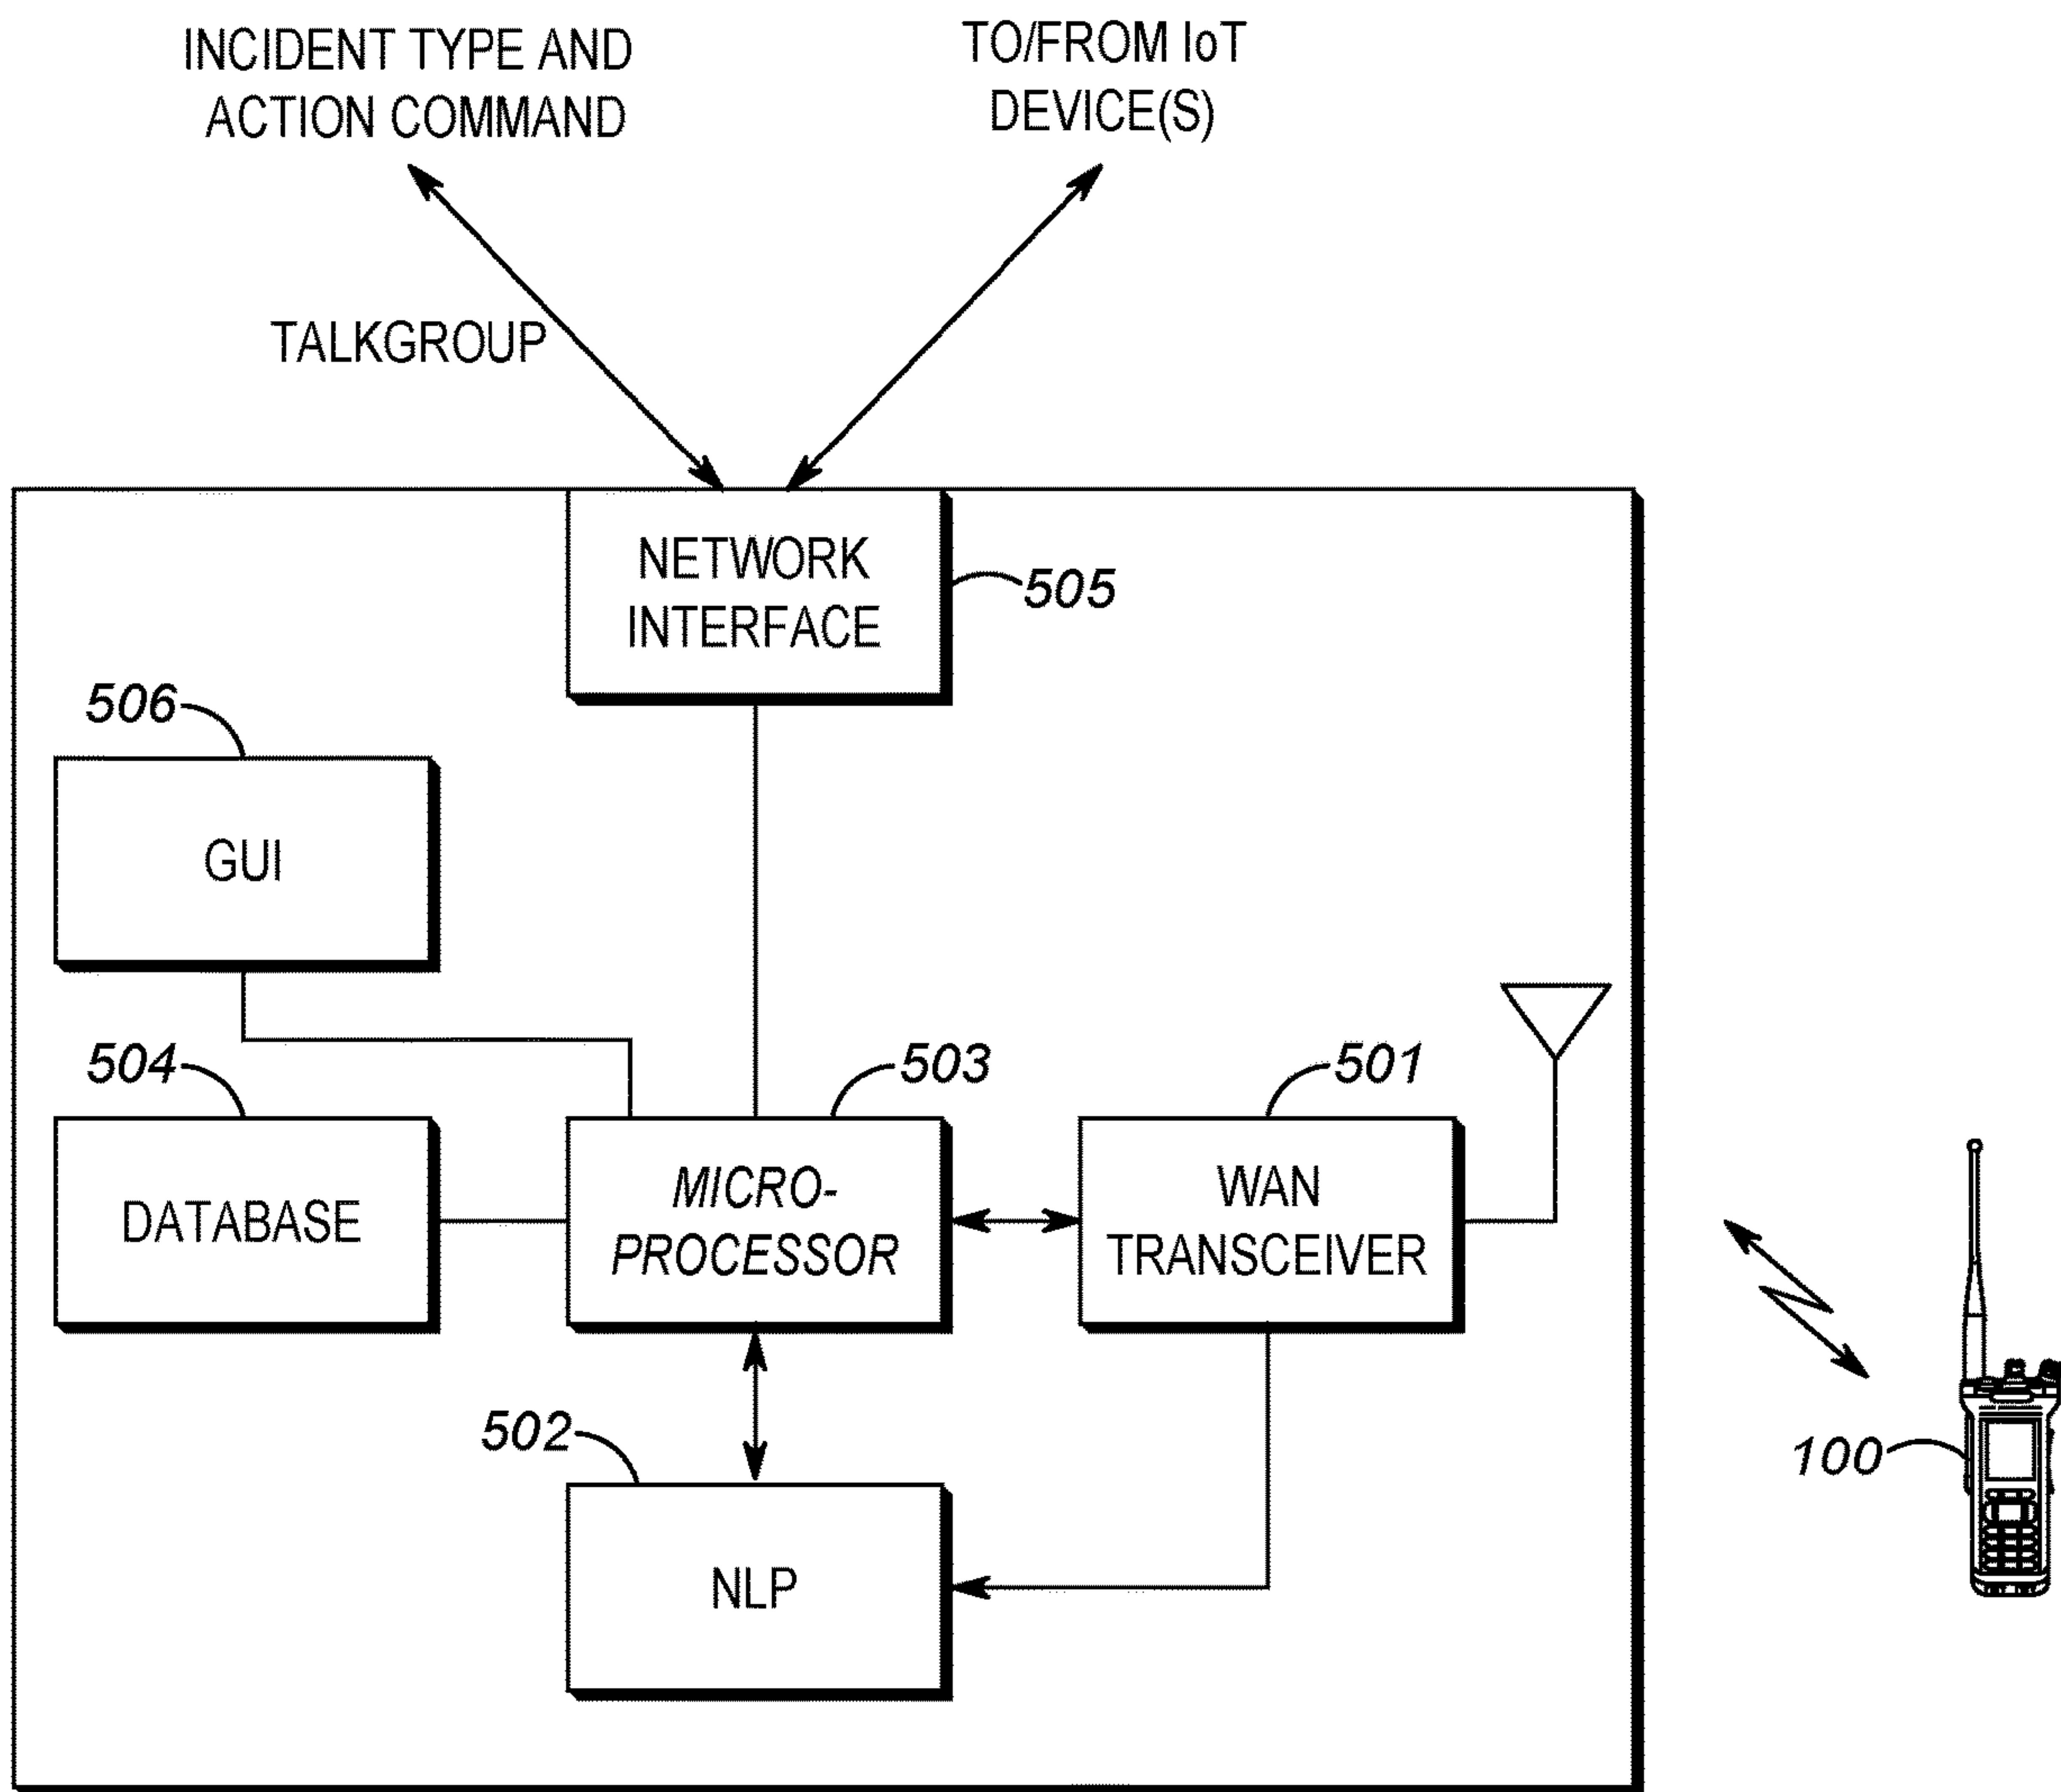 INCIDENT TYPE AND
ACTION COMMAND
TO/FROM IoT
DEVICE(S)
TALKGROUP
NETWORK
INTERFACE
505
506
GUI
504
DATABASE
503
MICRO-
PROCESSOR
501
WAN
TRANSCEIVER
502
NLP
100